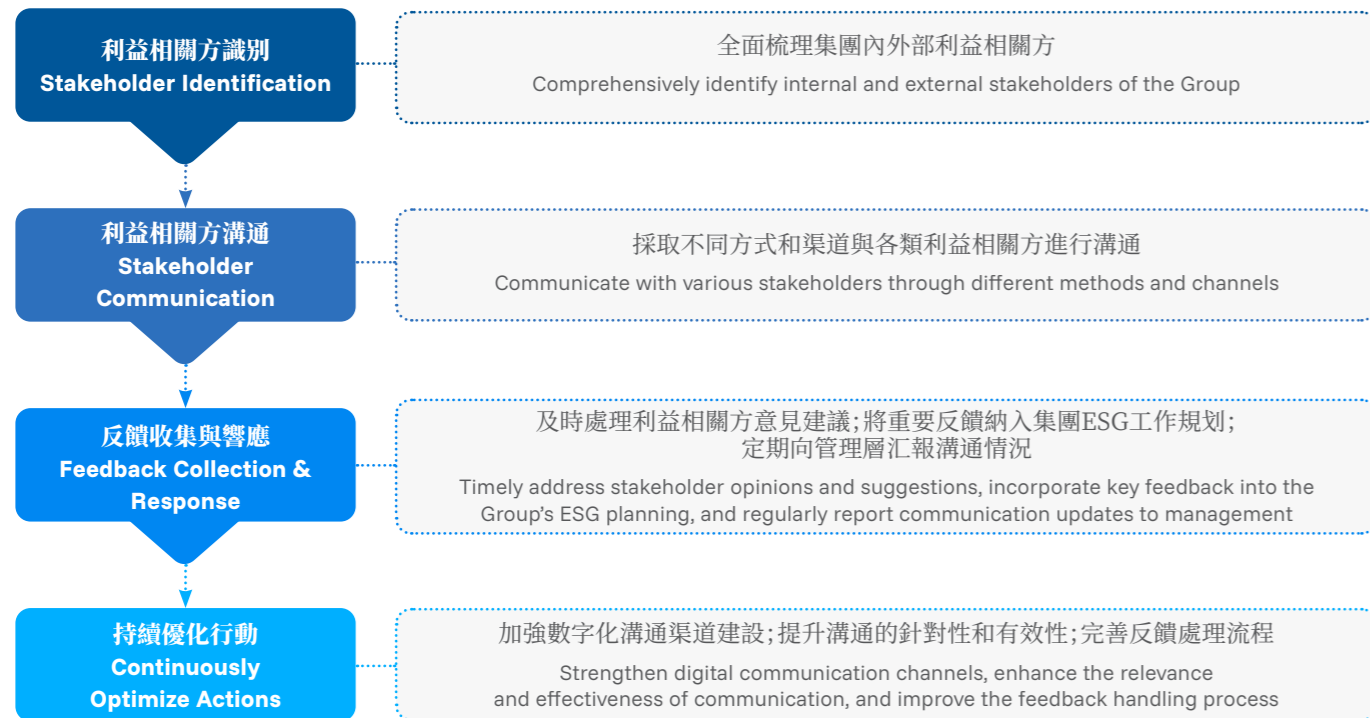 利益相關方識別
Stakeholder Identification
全面梳理集團內外部利益相關方
Comprehensively identify internal and external stakeholders of the Group
利益相關方溝通
Stakeholder
Communication
採取不同方式和渠道與各類利益相關方進行溝通
Communicate with various stakeholders through different methods and channels
反饋收集與響應
Feedback Collection &
Response
及時處理利益相關方意見建議;將重要反饋納入集團ESG工作規划;
定期向管理層汇報溝通情況
Timely address stakeholder opinions and suggestions, incorporate key feedback into the
Group’s ESG planning, and regularly report communication updates to management
持續優化行動
Continuously
Optimize Actions
加強數字化溝通渠道建設;提升溝通的針對性和有效性;完善反饋處理流程
Strengthen digital communication channels, enhance the relevance
and effectiveness of communication, and improve the feedback handling process